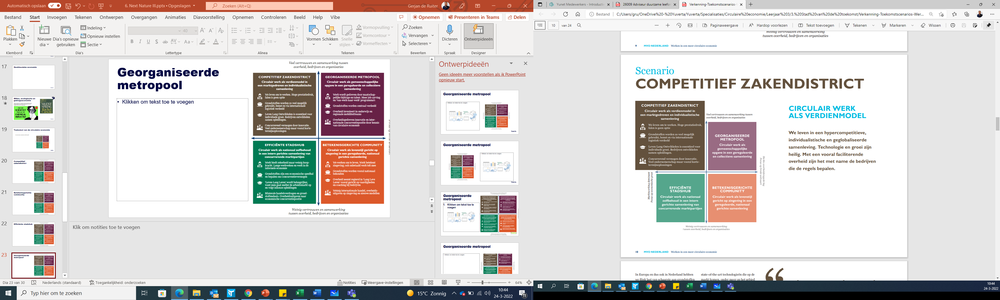 Automatisch opslaan
6. Next Nature III.pptx • Opgeslagen
Zoeken (Alt+Q)
Gerjan de Ruiter
Bestand Start Invoegen Tekenen Ontwerpen Overgangen Animaties Diavoorstelling Opnemen Controleren Beeld Help Vibe
Opnemen Presenteren in Teams Delen
Plakken
Nieuwe dia
Dia's opnieuw gebruiken
Indeling
Opnieuw instellen
Sectie
40
Vormen Schikken Snelle stijlen
Vormopvulling
Vormcontour
Vormeffecten
Zoeken
Vervangen
Selecteren
Dicteren
Ontwerpideeën
Klembord Dia's Lettertype Alinea Tekenen Bewerken Spraak Designer
17
Neoklassieke economie
18
Milieu, ecologische en gedragseconomie
SILENT SPRING
Rachel Carson
19
Toekomst van de circulaire economie
20
Competitief zakendistrict
21
Betekenisgerichte community
22
Efficiënte stadshub
23
Georganiseerde metropool
Georganiseerde
metropool
• Klikken om tekst toe te voegen
Veel vertrouwen en samenwerking tussen
overheid, bedrijven en organisaties
COMPETITIEF ZAKENDISTRICT
Circulair werk als verdienmodel in
een marktgedreven en individualistische
samenleving
We leven om te werken. Hoge prestatiedruk,
falen is geen optie
Grondstoffen worden zo veel mogelijk
gebruikt, benut en via internationale
logistiek verdeeld
Leven Lang Ontwikkelen is essentieel voor
individuele groei. Bedrijven ontwikkelen
samen opleidingen.
Concurrerend vermogen door innovatie.
Veel ondernemerschap maar vooral korte-
termijnoplossingen
GEORGANISEERDE METROPOOL
Circulair werk als gemeenschappelijke
opgave in een gereguleerde en collectieve
samenleving
Werk wordt gedreven door maatschap-
pelijke bijdrage en talent. Meer job carving
en 'van-werk-naar-werk' programma's
Grondstoffen worden centraal verdeeld
Overheid investeert in onderwijs en
regionale mobiliteitteams
Overheidsgedreven innovatie en inter-
nationale concurrentiepositie door kennis
van circulaire economie
EFFICIËNTE STADSHUB
Circulair werk als nationaal zelfbehoud
in een intern gerichte samenleving van
concurrerende marktpartijen
Werk biedt zekerheid maar weinig koop-
kracht. Lange werkweken en werk in de
informele economie
Grondstoffen zijn een economische speelbal
en bepalen ons concurrentievermogen
'Leven Lang Leren' wordt belangrijker,
want men gaat sneller de arbeidsmarkt op
en volgt inhouse opleidingen
Bilaterale handelsverdragen en grond-
stoffendeals. Overheidsuitgaven naar
economische concurrentiepositie
BETEKENISGERICHTE COMMUNITY
Circulair werk als levenstijl gericht op
zingeving in een gereguleerde, nationaal
gerichte samenleving
We werken om te leven. Werk betekent
zingeving; ook onbetaald werk telt mee
Grondstoffen worden vooral nationaal
behouden
Overheid neemt regierol in 'Lang Leve
Leren' vooral gericht op vaardigheden
en coaching bij bedrijven
Weinig internationale handel, overheids-
uitgaven op zingeving en nieuwe modellen
Weinig vertrouwen en samenwerking
tussen overheid, bedrijven en organisaties
Klik om notities toe te voegen
Ontwerpideeën
Geen ideeën meer voorstellen als ik PowerPoint
opnieuw start.
Georganiseerde metropool
Georganiseerde metropool
Georganiseerde
metropool
1. Klikken om tekst toe te
voegen
Georganiseerde metropool
Dia 23 van 30 Nederlands (standaard) Toegankelijkheid: onderzoeken
Notities Weergave-instellingen 64%
Typ hier om te zoeken
15°C Zonnig
10:44
24-3-2022
11
Yunet Medewerkers - Introducti
26009 Adviseur duurzame leefor
Verkenning-Toekomstscenarios-
Bestand C:/Users/gru/OneDrive%20-%20Yuverta/Yuverta/Specialisaties/Circulaire%20economie/Leerjaar%203/3.%20Stad%20van%20de%20toekomst/Verkenning-Toekomstscenarios-Wer...
10 van 24
Paginaweergave Hardop voorlezen Tekst toevoegen Tekenen Markeren Wissen
Weinig vertrouwen en samenwerking
tussen overheid, bedrijven en organisaties
9 MVO NEDERLAND Werken in een meer circulaire economie
Scenario
COMPETITIEF ZAKENDISTRICT
COMPETITIEF ZAKENDISTRICT
Circulair werk als verdienmodel in
een marktgedreven en individualistische
samenleving
We leven om te werken. Hoge prestatiedruk,
falen is geen optie
Grondstoffen worden zo veel mogelijk
gebruikt, benut en via internationale
logistiek verdeeld
Leven Lang Ontwikkelen is essentieel voor
individuele groei. Bedrijven ontwikkelen
samen opleidingen.
Concurrerend vermogen door innovatie.
Veel ondernemerschap maar vooral korte-
termijnoplossingen
Veel vertrouwen en samenwerking tussen
overheid, bedrijven en organisaties
GEORGANISEERDE
METROPOOL
Circulair werk als
gemeenschappelijke
opgave in een gereguleerde
en collectieve samenleving
Sterke overheidsregulering
Focus op brede welvaart
Marktwerking dominant
Focus op economische groei
EFFICIËNTE
STADSHUB
Circulair werk als nationaal
zelfbehoud in een intern
gerichte samenleving van
concurrerende marktpartijen
BETEKENISGERICHTE
COMMUNITY
Circulair werk als levenstijl
gericht op zingeving in een
gereguleerde, nationaal
gerichte samenleving
Weinig vertrouwen en samenwerking
tussen overheid, bedrijven en organisaties
CIRCULAIR WERK
ALS VERDIENMODEL
We leven in een hypercompetitieve,
individualistische en geglobaliseerde
samenleving. Technologie en groei zijn
heilig. Met een vooral faciliterende
overheid zijn het met name de bedrijven
die de regels bepalen.
10 MVO NEDERLAND Werken in een meer circulaire economie
In Europa en dus ook in Nederland hebben
we flink last van schaarste aan grondstoffen
state-of-the-art technologieën die op de
markt komen, onder meer op het gebied
10:44
24-3-2022